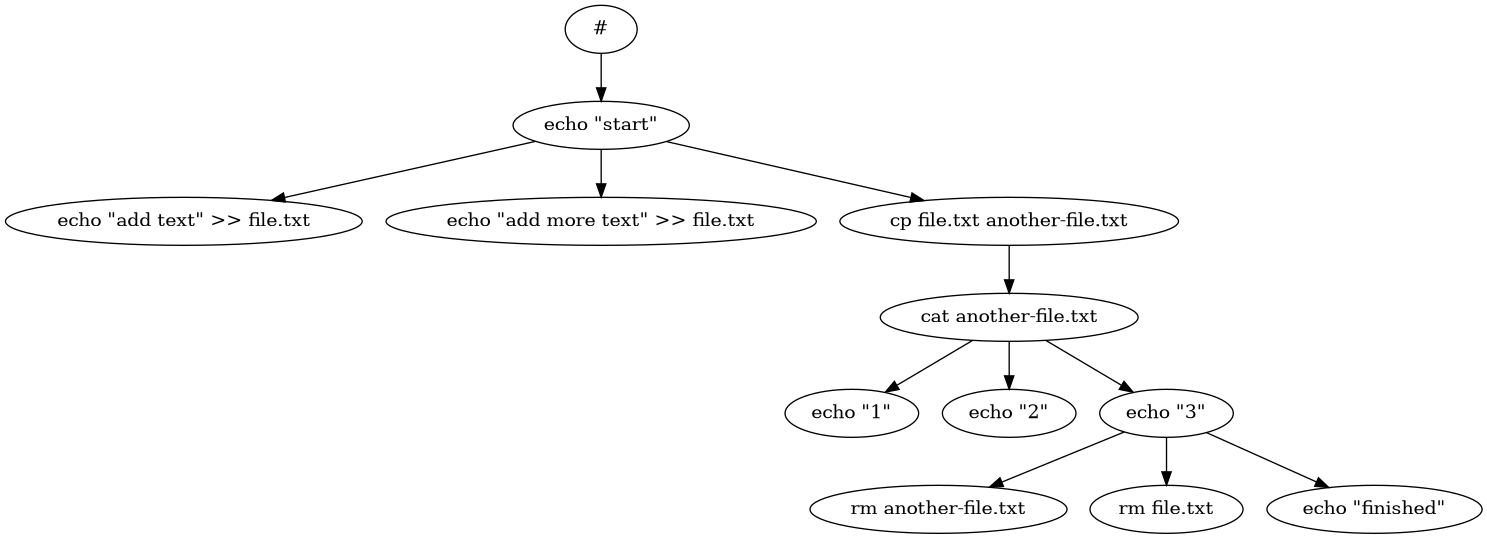 #
echo "start"
echo "add text" >> file.txt
echo "add more text" >> file.txt
cp file.txt another-file.txt
cat another-file.txt
echo "1"
echo "2"
echo "3"
rm another-file.txt
rm file.txt
echo "finished"